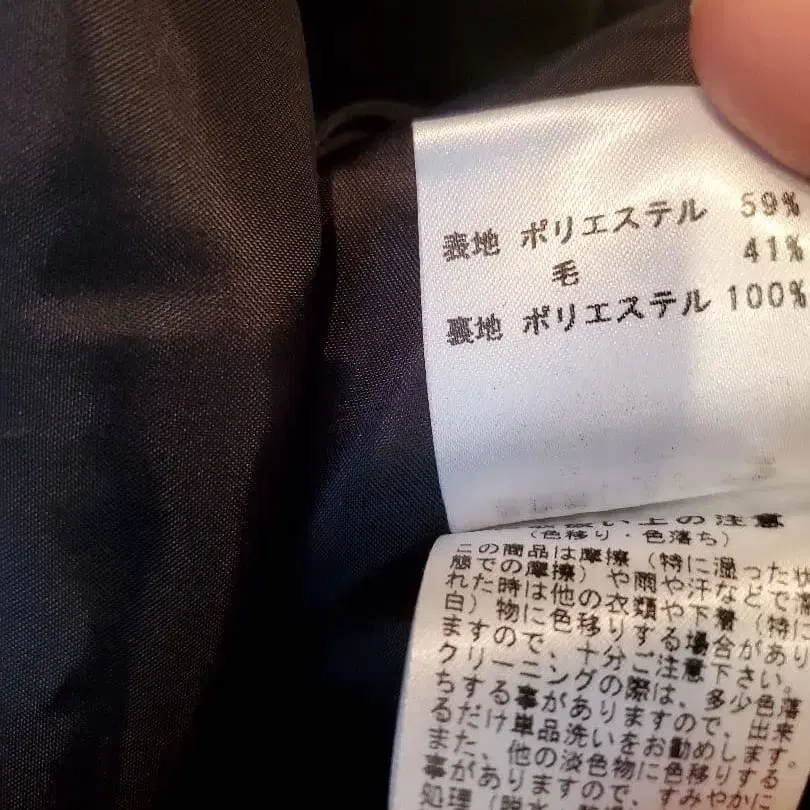 表地 ポリエステル 59%
毛 41%
裏地 ポリエステル 100%
い上の注意
(色移り・色落ち)
この商品は摩擦（特に湿った状
態での摩擦）や雨や汗などで
れた時は他の衣類や下着（特に
白）物に色移りする場合があり
ますので、十分ご注意下さい。
クリーニングの際は、多少色落
ちする事がありますので、出来
るだけ単品洗いをお勧めします。
また、他の淡色物に色移りする
事がありますので、すみやかに
処理（脱水